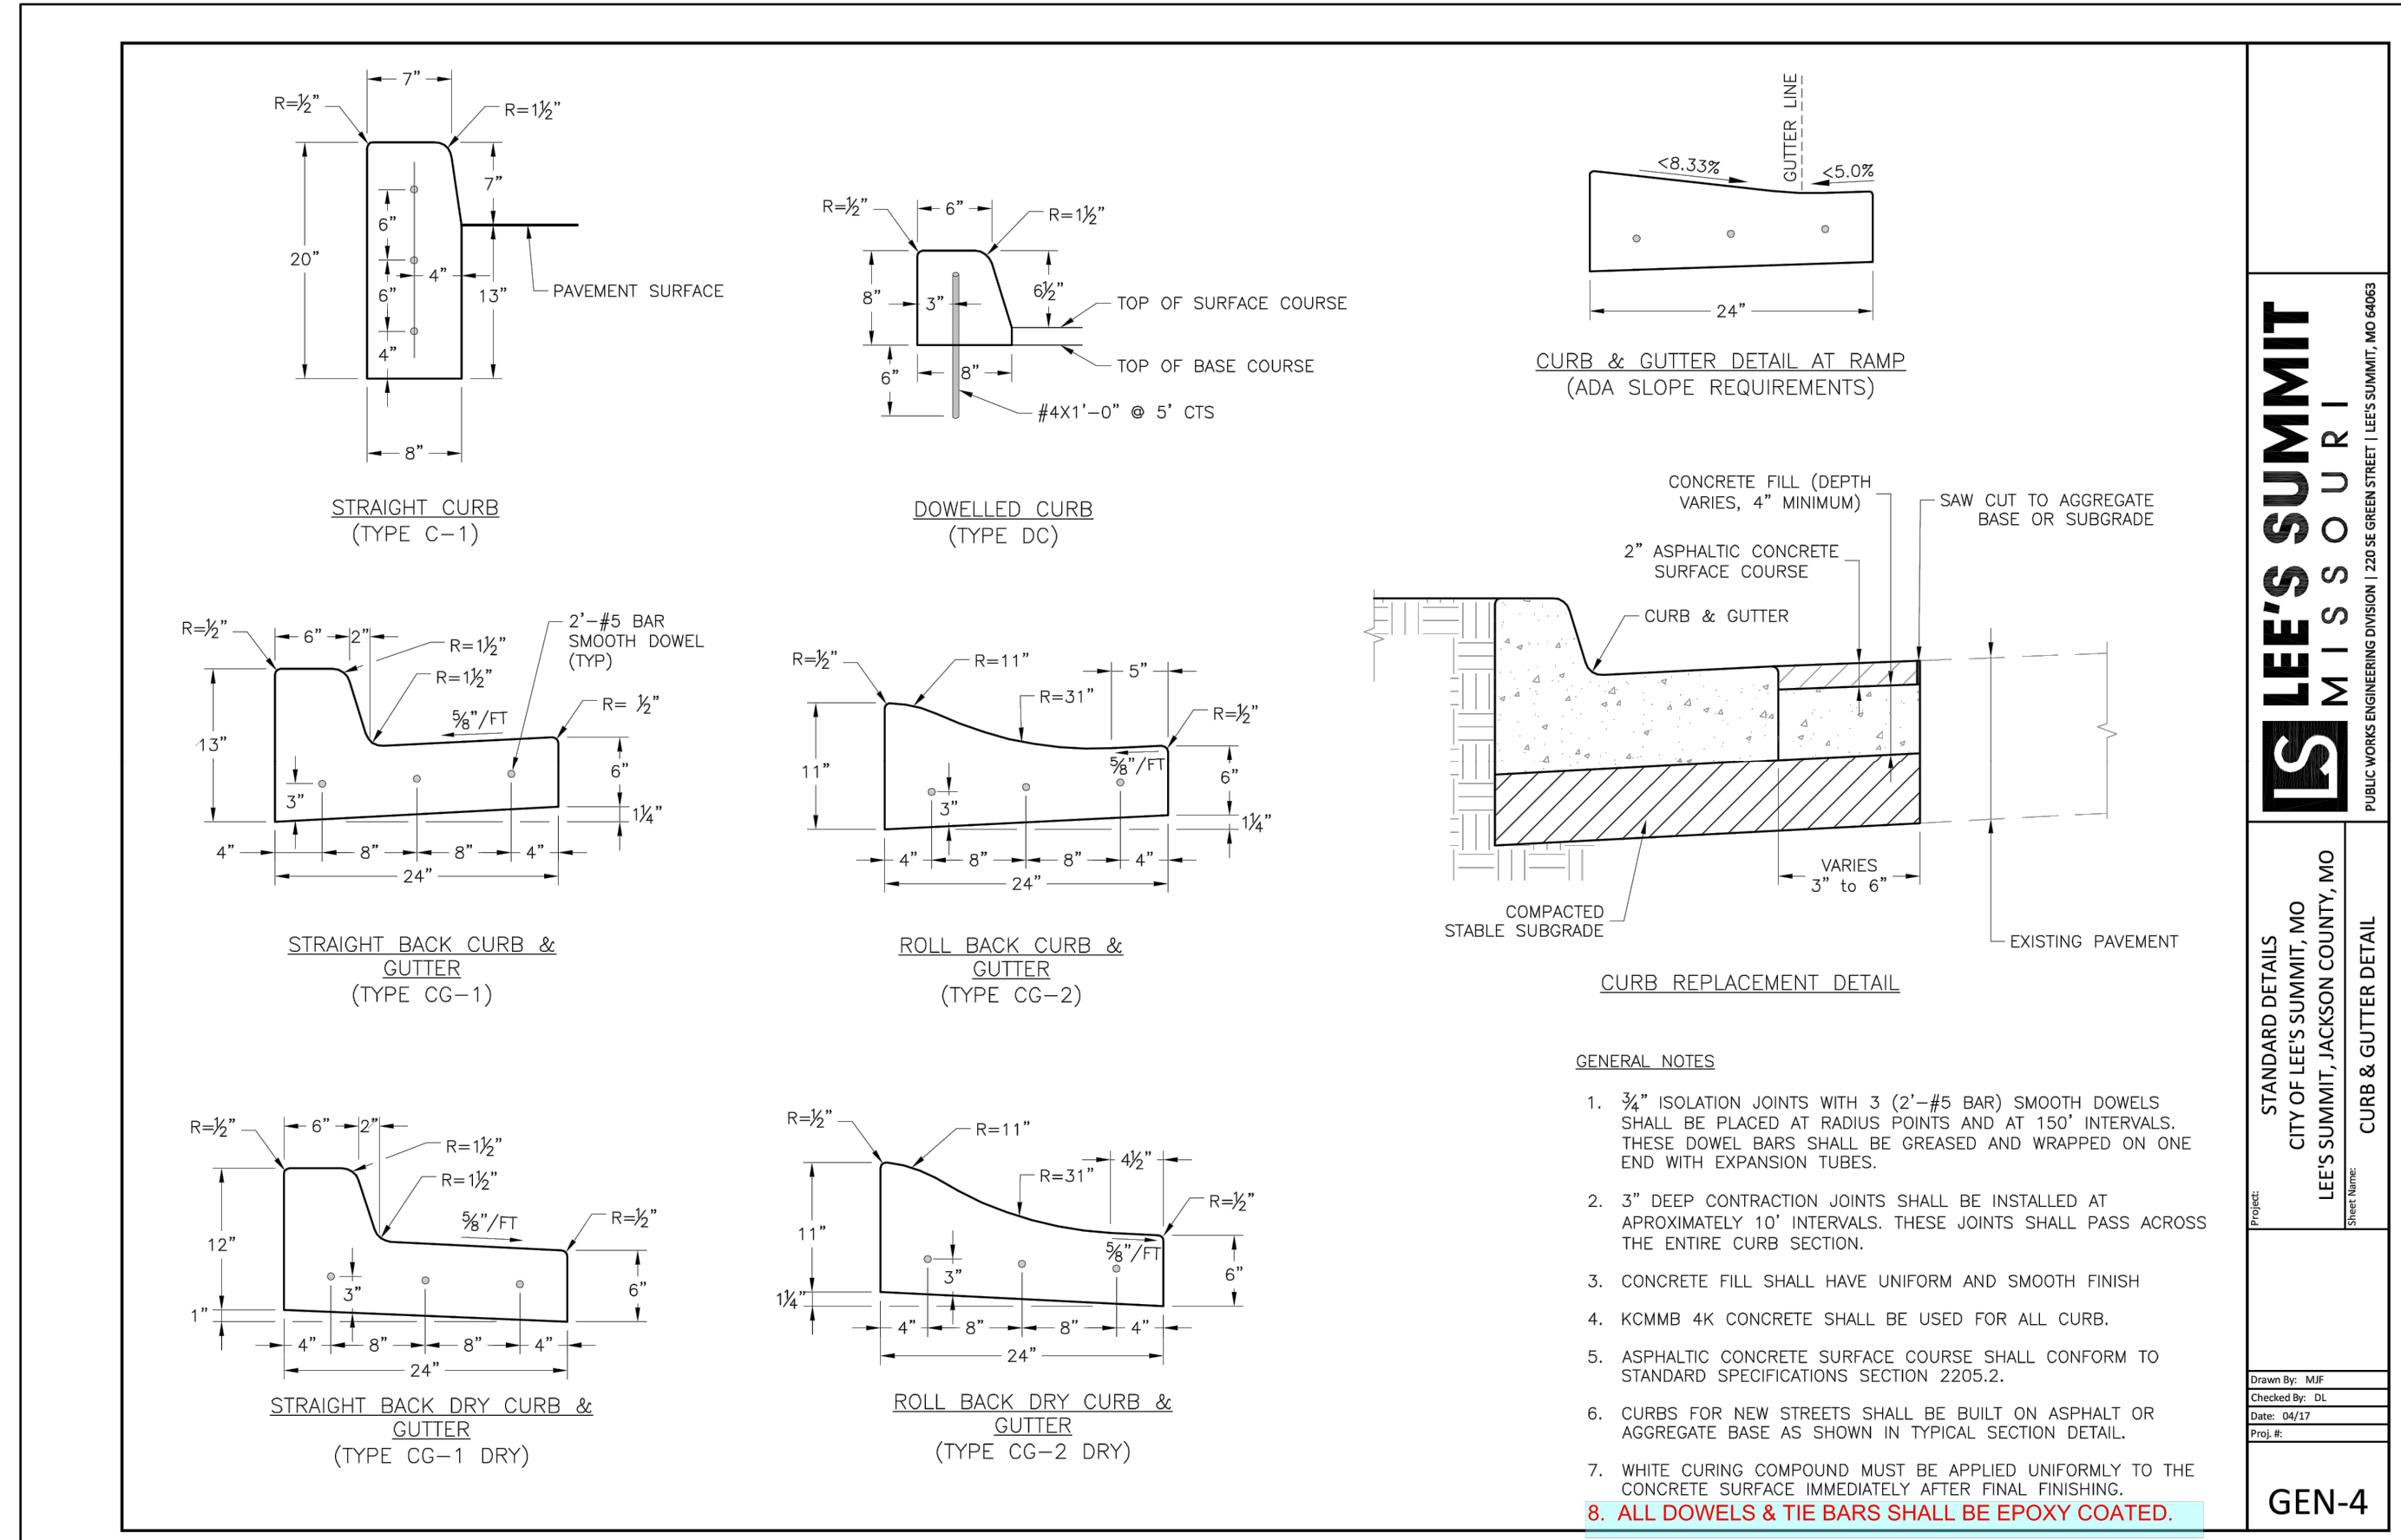 7"
R=½"
R=1½"
7"
6"
20"
4"
6"
13"
PAVEMENT SURFACE
4"
8"
STRAIGHT CURB
(TYPE C-1)
R=½"
6"
R=1½"
8"
3"
6½"
TOP OF SURFACE COURSE
TOP OF BASE COURSE
6"
8"
#4X1'-0" @ 5' CTS
DOWELLED CURB
(TYPE DC)
GUTTER LINE
<8.33%
<5.0%
24"
CURB & GUTTER DETAIL AT RAMP
(ADA SLOPE REQUIREMENTS)
R=½"
6"
2"
R=1½"
R=1½"
2'-#5 BAR
SMOOTH DOWEL
(TYP)
⅝"/FT
R= ½"
13"
3"
6"
1¼"
4"
8"
8"
4"
24"
STRAIGHT BACK CURB &
GUTTER
(TYPE CG-1)
R=½"
R=11"
R=31"
5"
R=½"
⅝"/FT
11"
3"
6"
1¼"
4"
8"
8"
4"
24"
ROLL BACK CURB &
GUTTER
(TYPE CG-2)
CONCRETE FILL (DEPTH
VARIES, 4" MINIMUM)
SAW CUT TO AGGREGATE
BASE OR SUBGRADE
2" ASPHALTIC CONCRETE
SURFACE COURSE
CURB & GUTTER
VARIES
3" to 6"
COMPACTED
STABLE SUBGRADE
EXISTING PAVEMENT
CURB REPLACEMENT DETAIL
R=½"
6"
2"
R=1½"
R=1½"
⅝"/FT
R=½"
12"
3"
6"
1"
4"
8"
8"
4"
24"
STRAIGHT BACK DRY CURB &
GUTTER
(TYPE CG-1 DRY)
R=½"
R=11"
R=31"
4½"
R=½"
⅝"/FT
11"
3"
6"
1¼"
4"
8"
8"
4"
24"
ROLL BACK DRY CURB &
GUTTER
(TYPE CG-2 DRY)
GENERAL NOTES
1. ¾" ISOLATION JOINTS WITH 3 (2'-#5 BAR) SMOOTH DOWELS
SHALL BE PLACED AT RADIUS POINTS AND AT 150' INTERVALS.
THESE DOWEL BARS SHALL BE GREASED AND WRAPPED ON ONE
END WITH EXPANSION TUBES.
2. 3" DEEP CONTRACTION JOINTS SHALL BE INSTALLED AT
APROXIMATELY 10' INTERVALS. THESE JOINTS SHALL PASS ACROSS
THE ENTIRE CURB SECTION.
3. CONCRETE FILL SHALL HAVE UNIFORM AND SMOOTH FINISH
4. KCMMB 4K CONCRETE SHALL BE USED FOR ALL CURB.
5. ASPHALTIC CONCRETE SURFACE COURSE SHALL CONFORM TO
STANDARD SPECIFICATIONS SECTION 2205.2.
6. CURBS FOR NEW STREETS SHALL BE BUILT ON ASPHALT OR
AGGREGATE BASE AS SHOWN IN TYPICAL SECTION DETAIL.
7. WHITE CURING COMPOUND MUST BE APPLIED UNIFORMLY TO THE
CONCRETE SURFACE IMMEDIATELY AFTER FINAL FINISHING.
8. ALL DOWELS & TIE BARS SHALL BE EPOXY COATED.
LS LEE'S SUMMIT
MISSOURI
PUBLIC WORKS ENGINEERING DIVISION | 220 SE GREEN STREET | LEE'S SUMMIT, MO 64063
Project:
STANDARD DETAILS
CITY OF LEE'S SUMMIT, MO
LEE'S SUMMIT, JACKSON COUNTY, MO
Sheet Name:
CURB & GUTTER DETAIL
Drawn By: MJF
Checked By: DL
Date: 04/17
Proj. #:
GEN-4